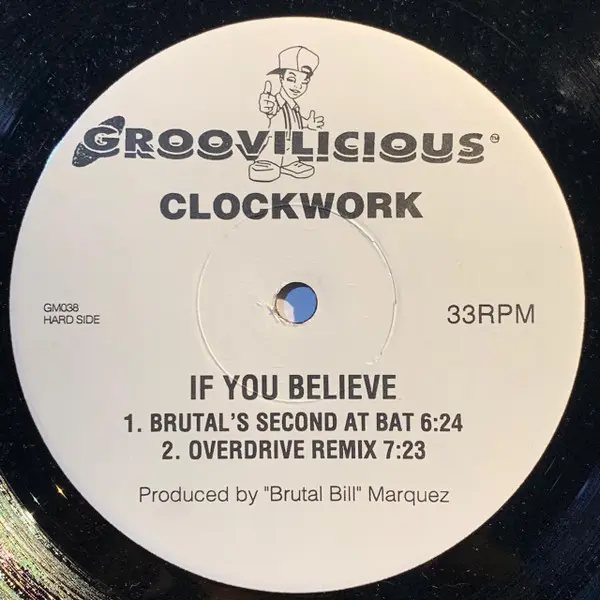 GROOVILICIOUS™
CLOCKWORK
GM038
HARD SIDE
33RPM
IF YOU BELIEVE
1. BRUTAL'S SECOND AT BAT 6:24
2. OVERDRIVE REMIX 7:23
Produced by "Brutal Bill" Marquez